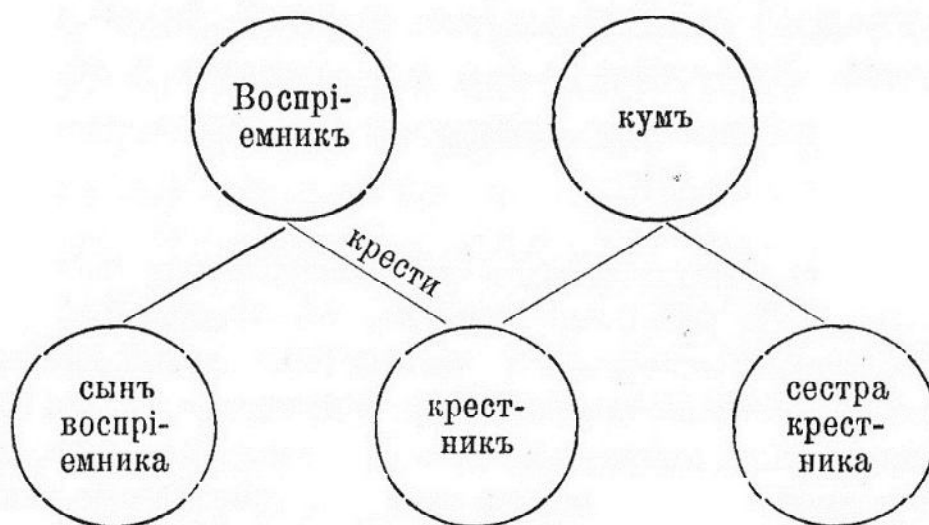 Воспрі-
емникъ
кумъ
крести
сынъ
воспрі-
емника
крест-
никъ
сестра
крест-
ника